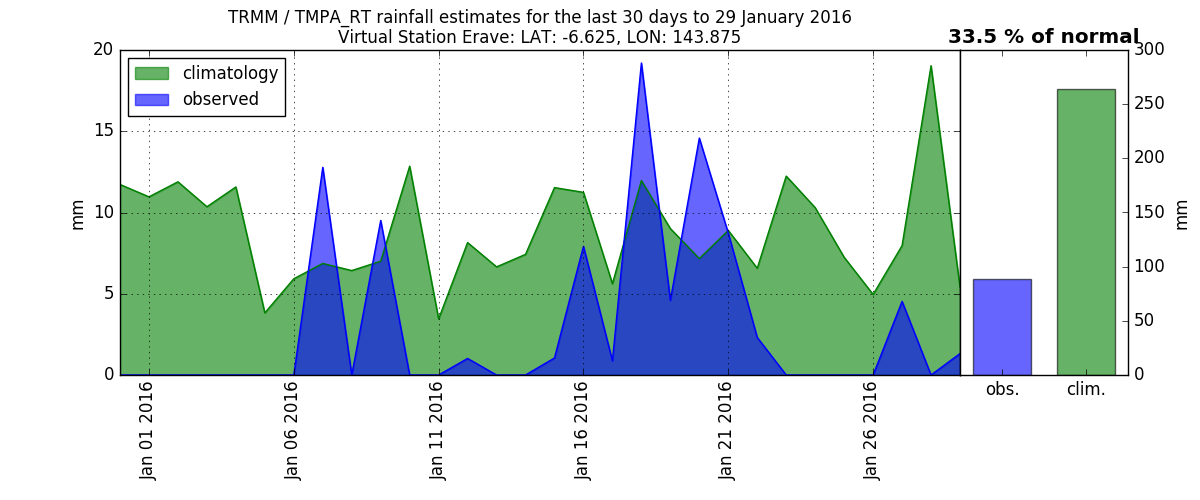 TRMM / TMPA_RT rainfall estimates for the last 30 days to 29 January 2016
Virtual Station Erave: LAT: -6.625, LON: 143.875
33.5 % of normal
climatology
observed
20
15
10
5
0
mm
Jan 01 2016
Jan 06 2016
Jan 11 2016
Jan 16 2016
Jan 21 2016
Jan 26 2016
obs.
clim.
300
250
200
150
100
50
0
mm